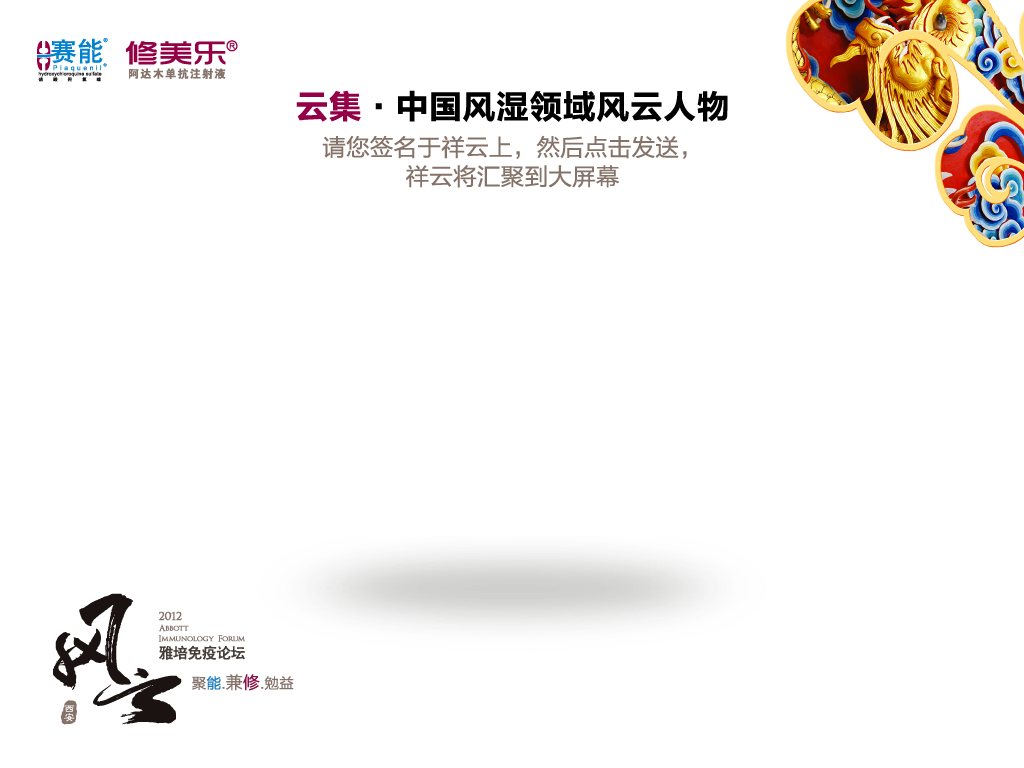 赛能®
Plaquenil®
hydroxychloroquine sulfate
硫酸羟氯喹
修美乐®
阿达木单抗注射液
云集·中国风湿领域风云人物
请您签名于祥云上，然后点击发送，
祥云将汇聚到大屏幕
风云
西安
2012
ABBOTT
IMMUNOLOGY FORUM
雅培免疫论坛
聚能.兼修.勉益